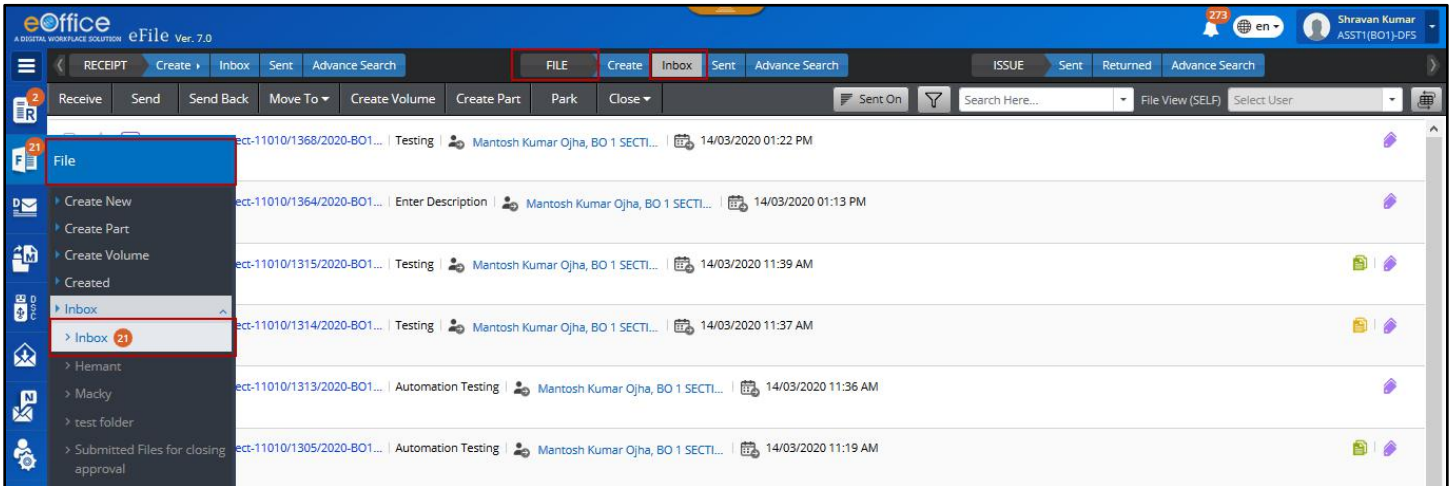 eOffice
A DIGITAL WORKPLACE SOLUTION eFile Ver. 7.0
273 en Shravan Kumar
ASST1(BO1)-DFS
RECEIPT Create Inbox Sent Advance Search FILE Create Inbox Sent Advance Search ISSUE Sent Returned Advance Search
2 R Receive Send Send Back Move To Create Volume Create Part Park Close Sent On Search Here... File View (SELF) Select User
ect-11010/1368/2020-BO1... Testing Mantosh Kumar Ojha, BO 1 SECTI... 14/03/2020 01:22 PM
21 F File
Create New ect-11010/1364/2020-BO1... Enter Description Mantosh Kumar Ojha, BO 1 SECTI... 14/03/2020 01:13 PM
D
Create Part
M Create Volume ect-11010/1315/2020-BO1... Testing Mantosh Kumar Ojha, BO 1 SECTI... 14/03/2020 11:39 AM
Created
DSC Inbox
> Inbox 21 ect-11010/1314/2020-BO1... Testing Mantosh Kumar Ojha, BO 1 SECTI... 14/03/2020 11:37 AM
> Hemant
N > Macky ect-11010/1313/2020-BO1... Automation Testing Mantosh Kumar Ojha, BO 1 SECTI... 14/03/2020 11:36 AM
> test folder
> Submitted Files for closing ect-11010/1305/2020-BO1... Automation Testing Mantosh Kumar Ojha, BO 1 SECTI... 14/03/2020 11:19 AM
approval